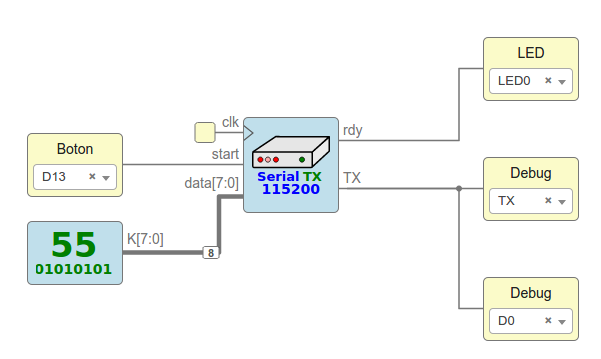 LED
LED0
clk
rdy
Boton
D13
start
data[7:0]
Serial TX
115200
TX
Debug
TX
55
01010101
K[7:0]
8
Debug
D0